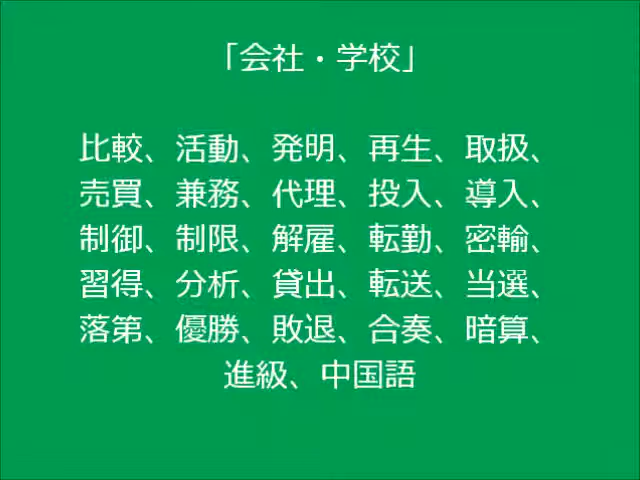 「会社・学校」
比較、活動、発明、再生、取扱、
売買、兼務、代理、投入、導入、
制御、制限、解雇、転勤、密輸、
習得、分析、貸出、転送、当選、
落第、優勝、敗退、合奏、暗算、
進級、中国語